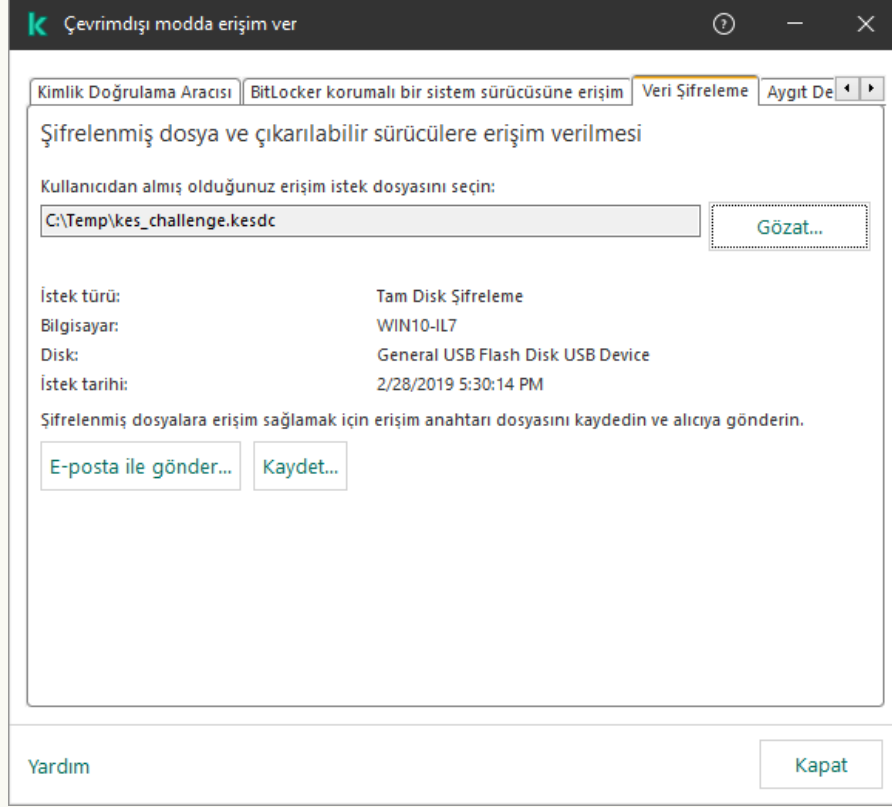 Çevrimdışı modda erişim ver
Kimlik Doğrulama Aracısı BitLocker korumalı bir sistem sürücüsüne erişim Veri Şifreleme Aygıt De
Şifrelenmiş dosya ve çıkarılabilir sürücülere erişim verilmesi
Kullanıcıdan almış olduğunuz erişim istek dosyasını seçin:
C:\Temp\kes_challenge.kesdc Gözat...
İstek türü: Tam Disk Şifreleme
Bilgisayar: WIN10-IL7
Disk: General USB Flash Disk USB Device
İstek tarihi: 2/28/2019 5:30:14 PM
Şifrelenmiş dosyalara erişim sağlamak için erişim anahtarı dosyasını kaydedin ve alıcıya gönderin.
E-posta ile gönder... Kaydet...
Yardım Kapat